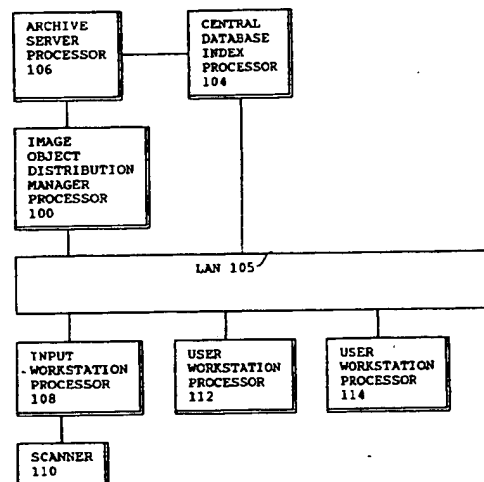 ARCHIVE
SERVER
PROCESSOR
106
CENTRAL
DATABASE
INDEX
PROCESSOR
104
IMAGE
OBJECT
DISTRIBUTION
MANAGER
PROCESSOR
100
LAN 105
INPUT
WORKSTATION
PROCESSOR
108
USER
WORKSTATION
PROCESSOR
112
USER
WORKSTATION
PROCESSOR
114
SCANNER
110